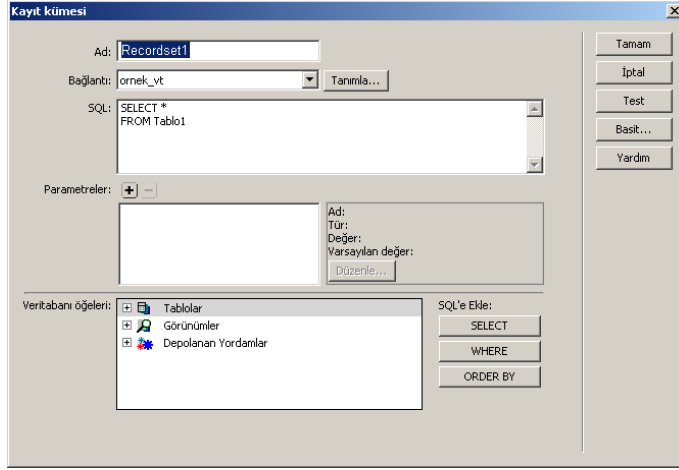 Kayıt kümesi
Ad: Recordset1
Bağlantı: ornek_vt Tanımla...
SQL: SELECT *
FROM Tablo1
Parametreler:
Ad:
Tür:
Değer:
Varsayılan değer:
Düzenle...
Veritabanı öğeleri:
Tablolar
Görünümler
Depolanan Yordamlar
SQL'e Ekle:
SELECT
WHERE
ORDER BY
Tamam
İptal
Test
Basit...
Yardım